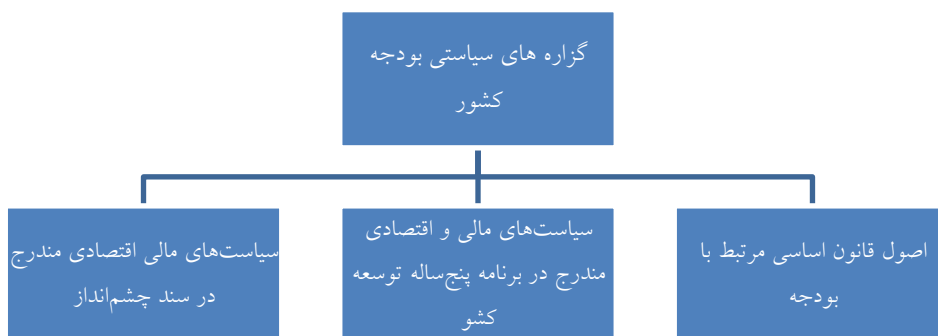 گزاره های سیاستی بودجه
کشور
اصول قانون اساسی مرتبط با
بودجه
سیاست‌های مالی و اقتصادی
مندرج در برنامه پنج‌ساله توسعه
کشو
سیاست‌های مالی اقتصادی مندرج
در سند چشم‌انداز